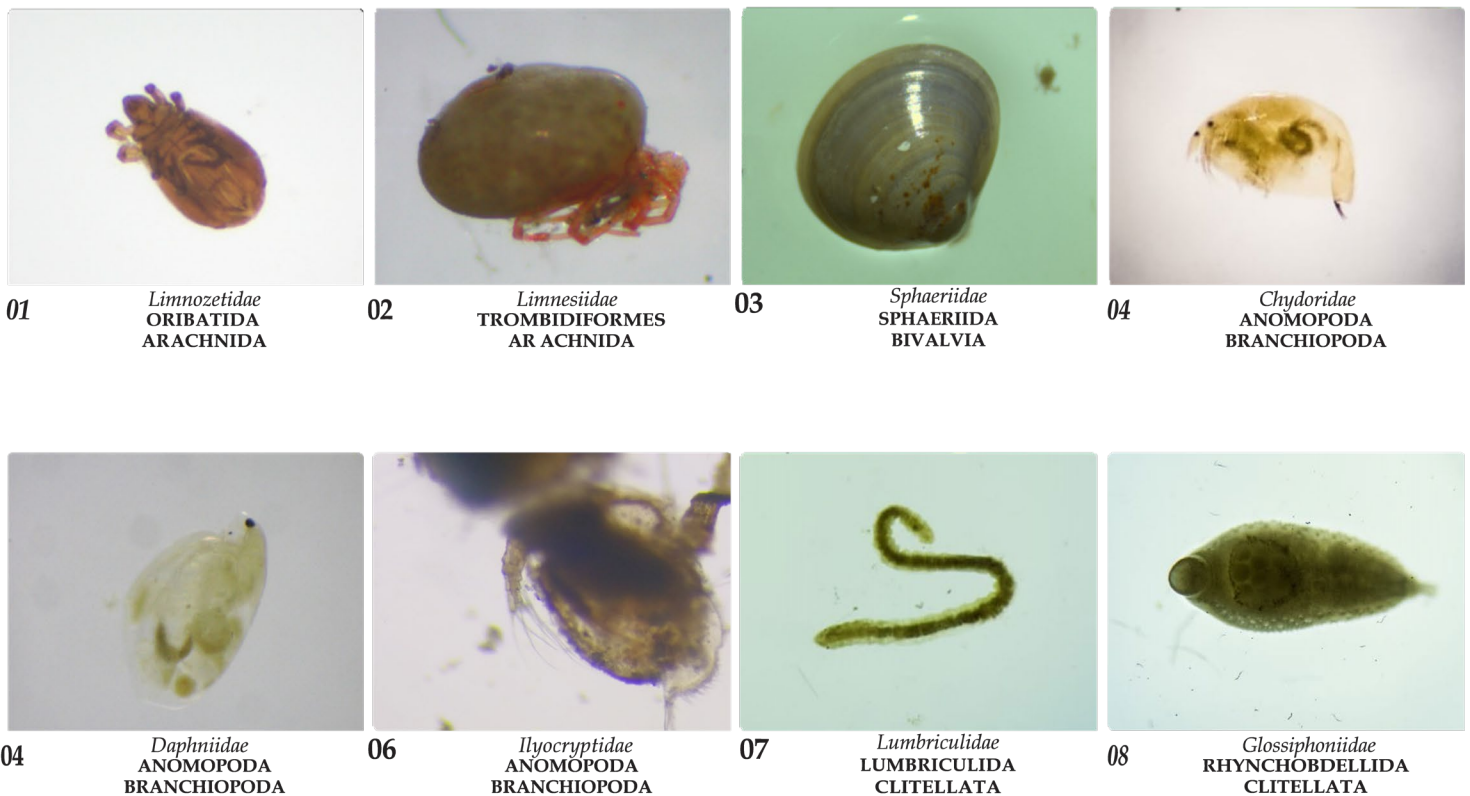 01
Limnozetidae
ORIBATIDA
ARACHNIDA
02
Limnesiidae
TROMBIDIFORMES
AR ACHNIDA
03
Sphaeriidae
SPHAERIIDA
BIVALVIA
04
Chydoridae
ANOMOPODA
BRANCHIOPODA
04
Daphniidae
ANOMOPODA
BRANCHIOPODA
06
Ilyocryptidae
ANOMOPODA
BRANCHIOPODA
07
Lumbriculidae
LUMBRICULIDA
CLITELLATA
08
Glossiphoniidae
RHYNCHOBDELLIDA
CLITELLATA